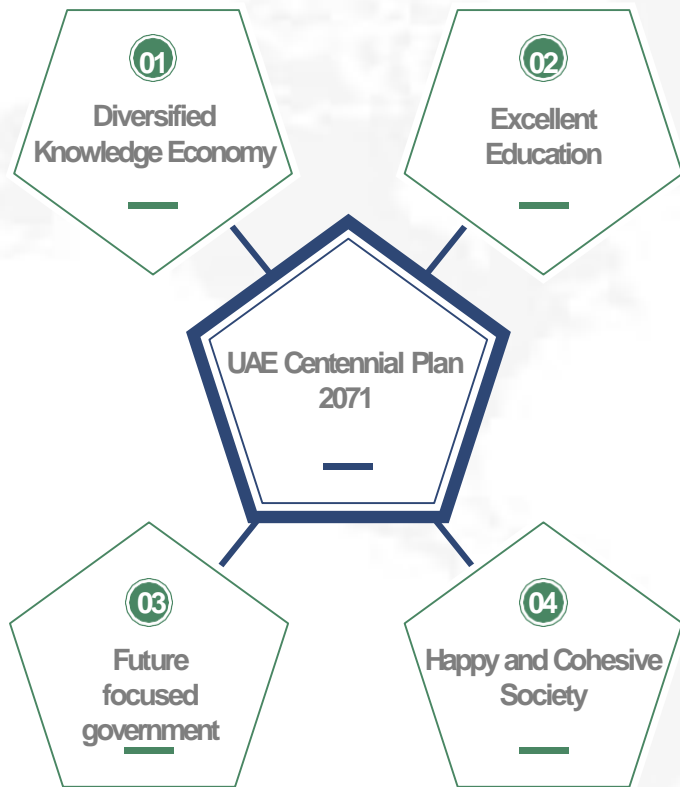 01
Diversified
Knowledge Economy
02
Excellent
Education
UAE Centennial Plan
2071
03
Future
focused
government
04
Happy and Cohesive
Society